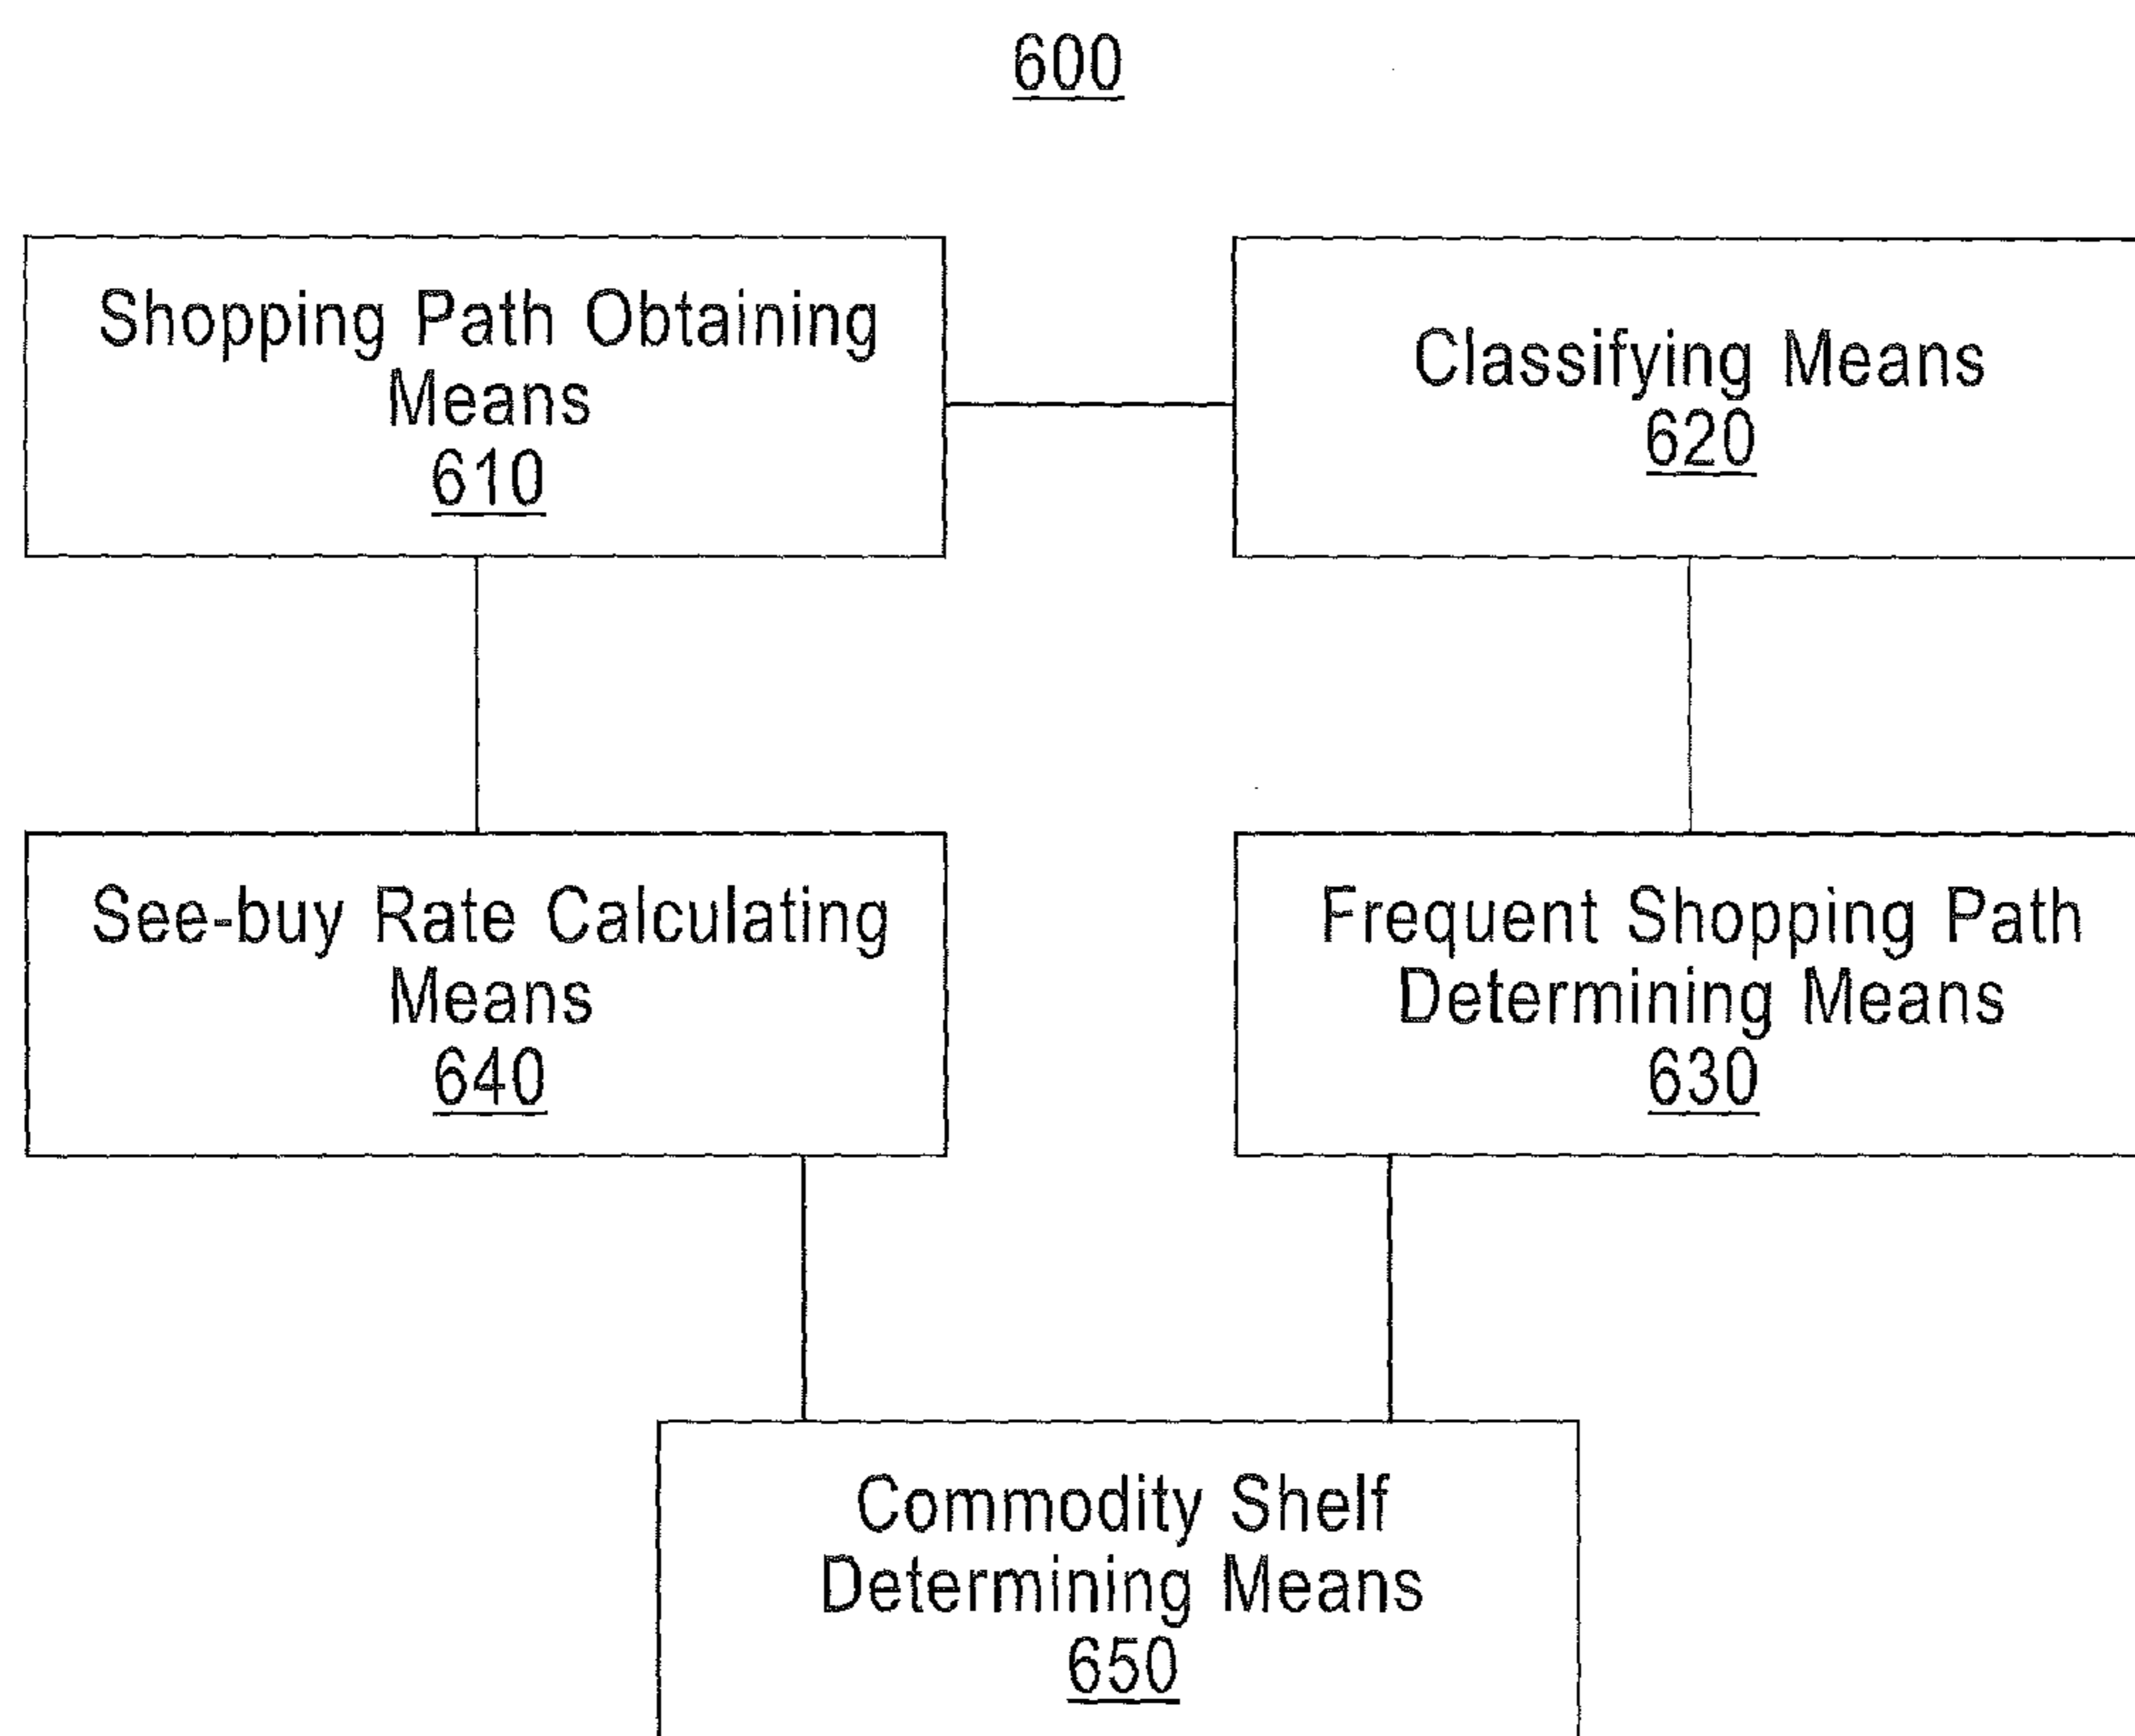 600
Shopping Path Obtaining
Means
610
Classifying Means
620
See-buy Rate Calculating
Means
640
Frequent Shopping Path
Determining Means
630
Commodity Shelf
Determining Means
650